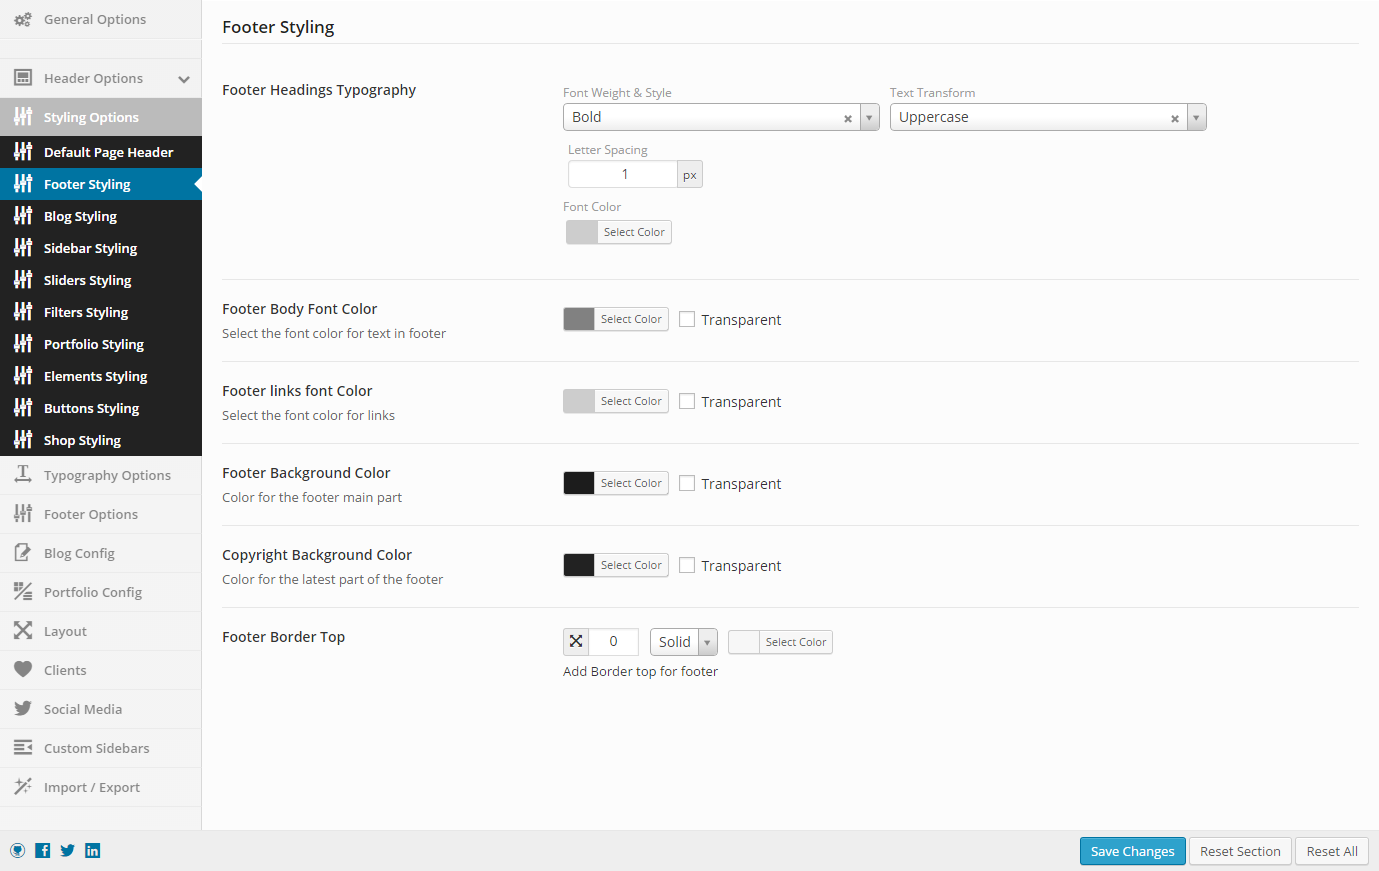 General Options
Header Options
Styling Options
Default Page Header
Footer Styling
Blog Styling
Sidebar Styling
Sliders Styling
Filters Styling
Portfolio Styling
Elements Styling
Buttons Styling
Shop Styling
Typography Options
Footer Options
Blog Config
Portfolio Config
Layout
Clients
Social Media
Custom Sidebars
Import / Export
Footer Styling
Footer Headings Typography
Font Weight & Style
Text Transform
Bold
Uppercase
Letter Spacing
1 px
Font Color
Select Color
Footer Body Font Color
Select the font color for text in footer
Select Color Transparent
Footer links font Color
Select the font color for links
Select Color Transparent
Footer Background Color
Color for the footer main part
Select Color Transparent
Copyright Background Color
Color for the latest part of the footer
Select Color Transparent
Footer Border Top
0 Solid Select Color
Add Border top for footer
Save Changes Reset Section Reset All